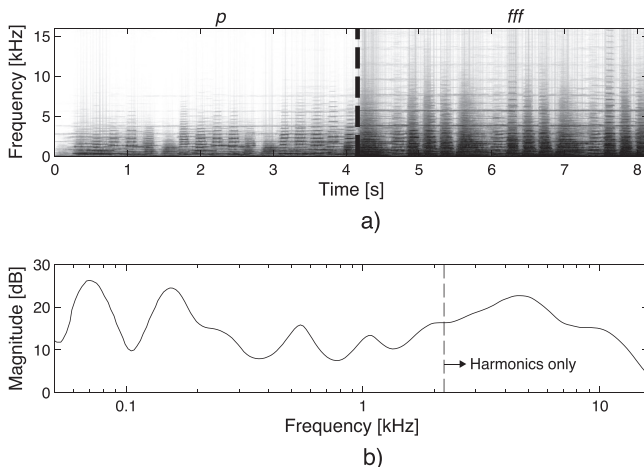 p fff
Frequency [kHz]
15
10
5
0
0 1 2 3 4 5 6 7 8
Time [s]
a)
Magnitude [dB]
30
20
10
0
Harmonics only
0.1 1 10
Frequency [kHz]
b)